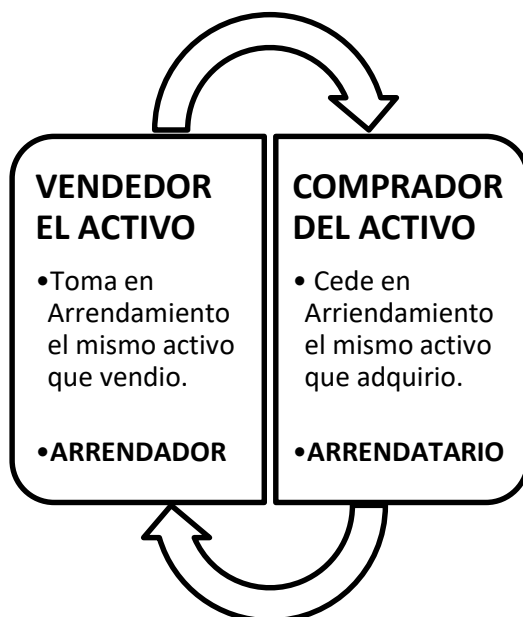 VENDEDOR
EL ACTIVO
•Toma en
Arrendamiento
el mismo activo
que vendio.
•ARRENDADOR
COMPRADOR
DEL ACTIVO
• Cede en
Arriendamiento
el mismo activo
que adquirio.
•ARRENDATARIO